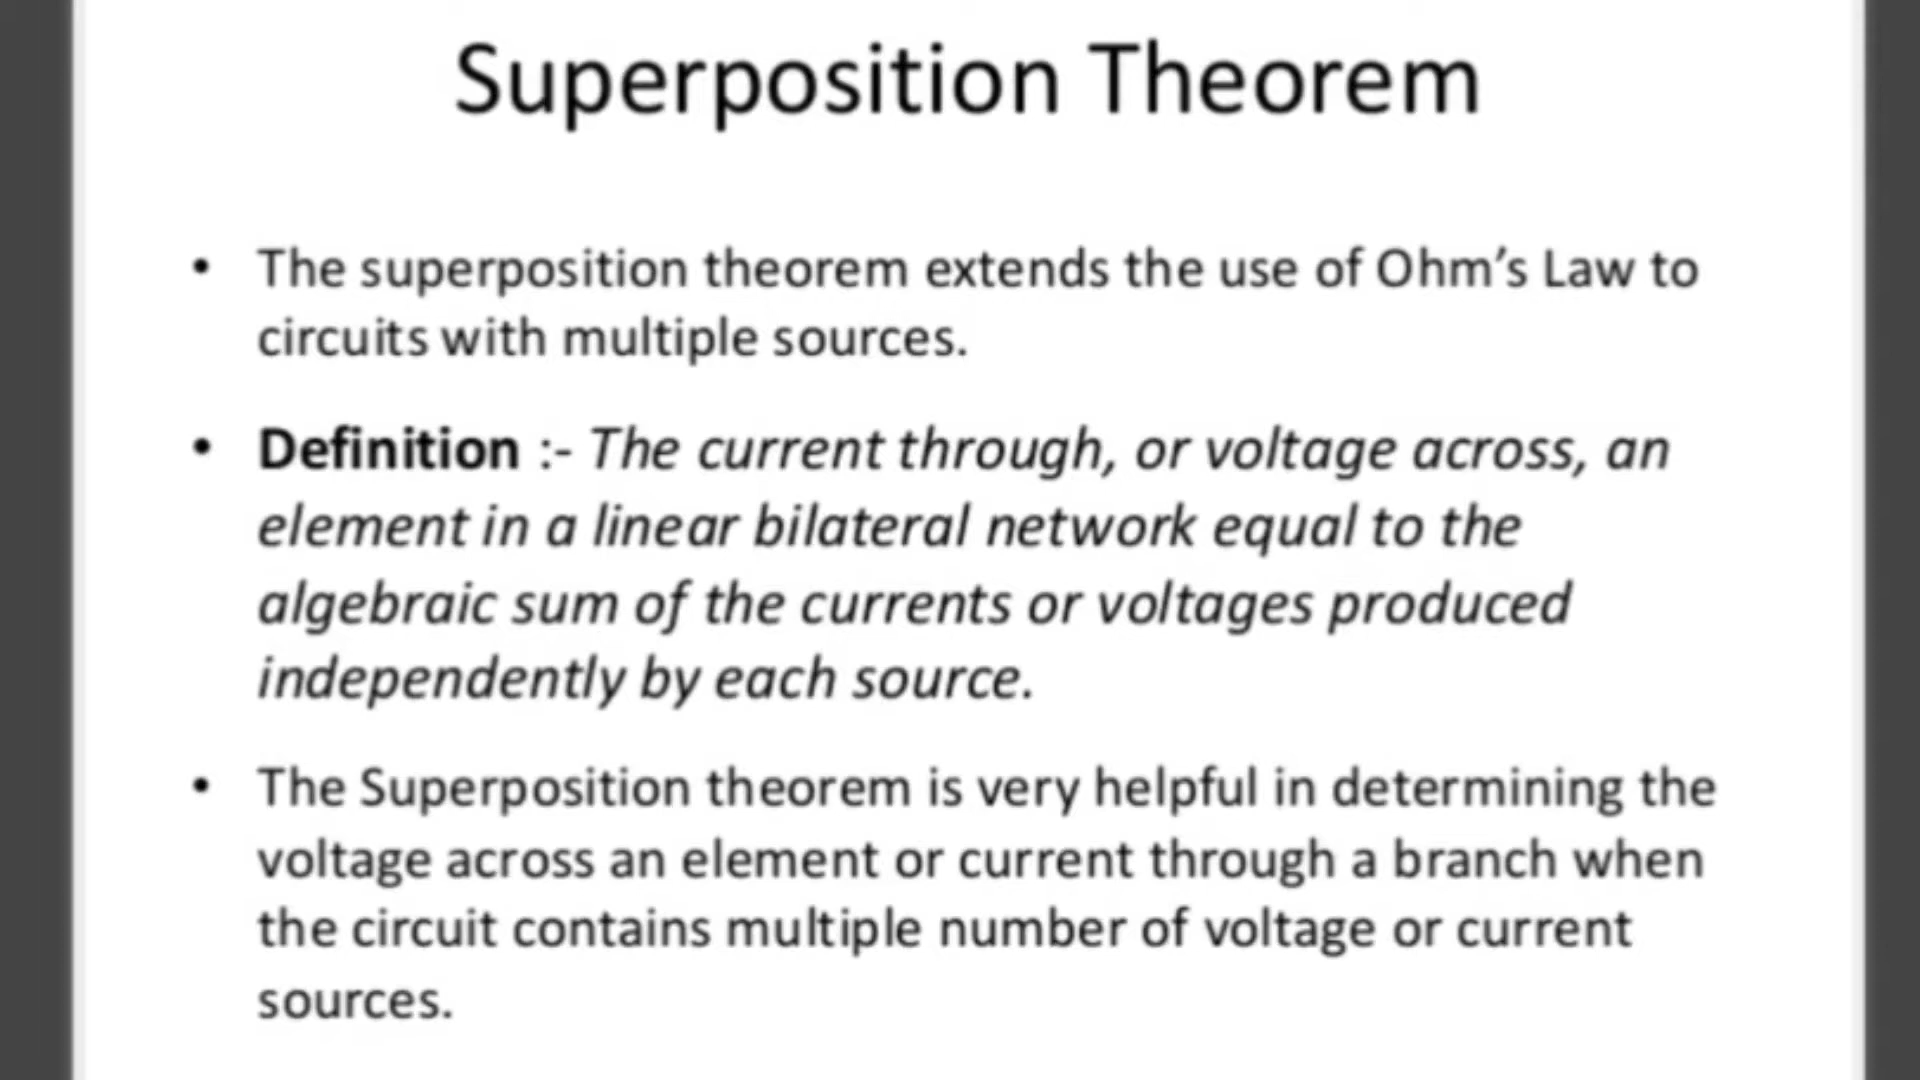 Superposition Theorem
• The superposition theorem extends the use of Ohm’s Law to
circuits with multiple sources.
• Definition :- The current through, or voltage across, an
element in a linear bilateral network equal to the
algebraic sum of the currents or voltages produced
independently by each source.
• The Superposition theorem is very helpful in determining the
voltage across an element or current through a branch when
the circuit contains multiple number of voltage or current
sources.